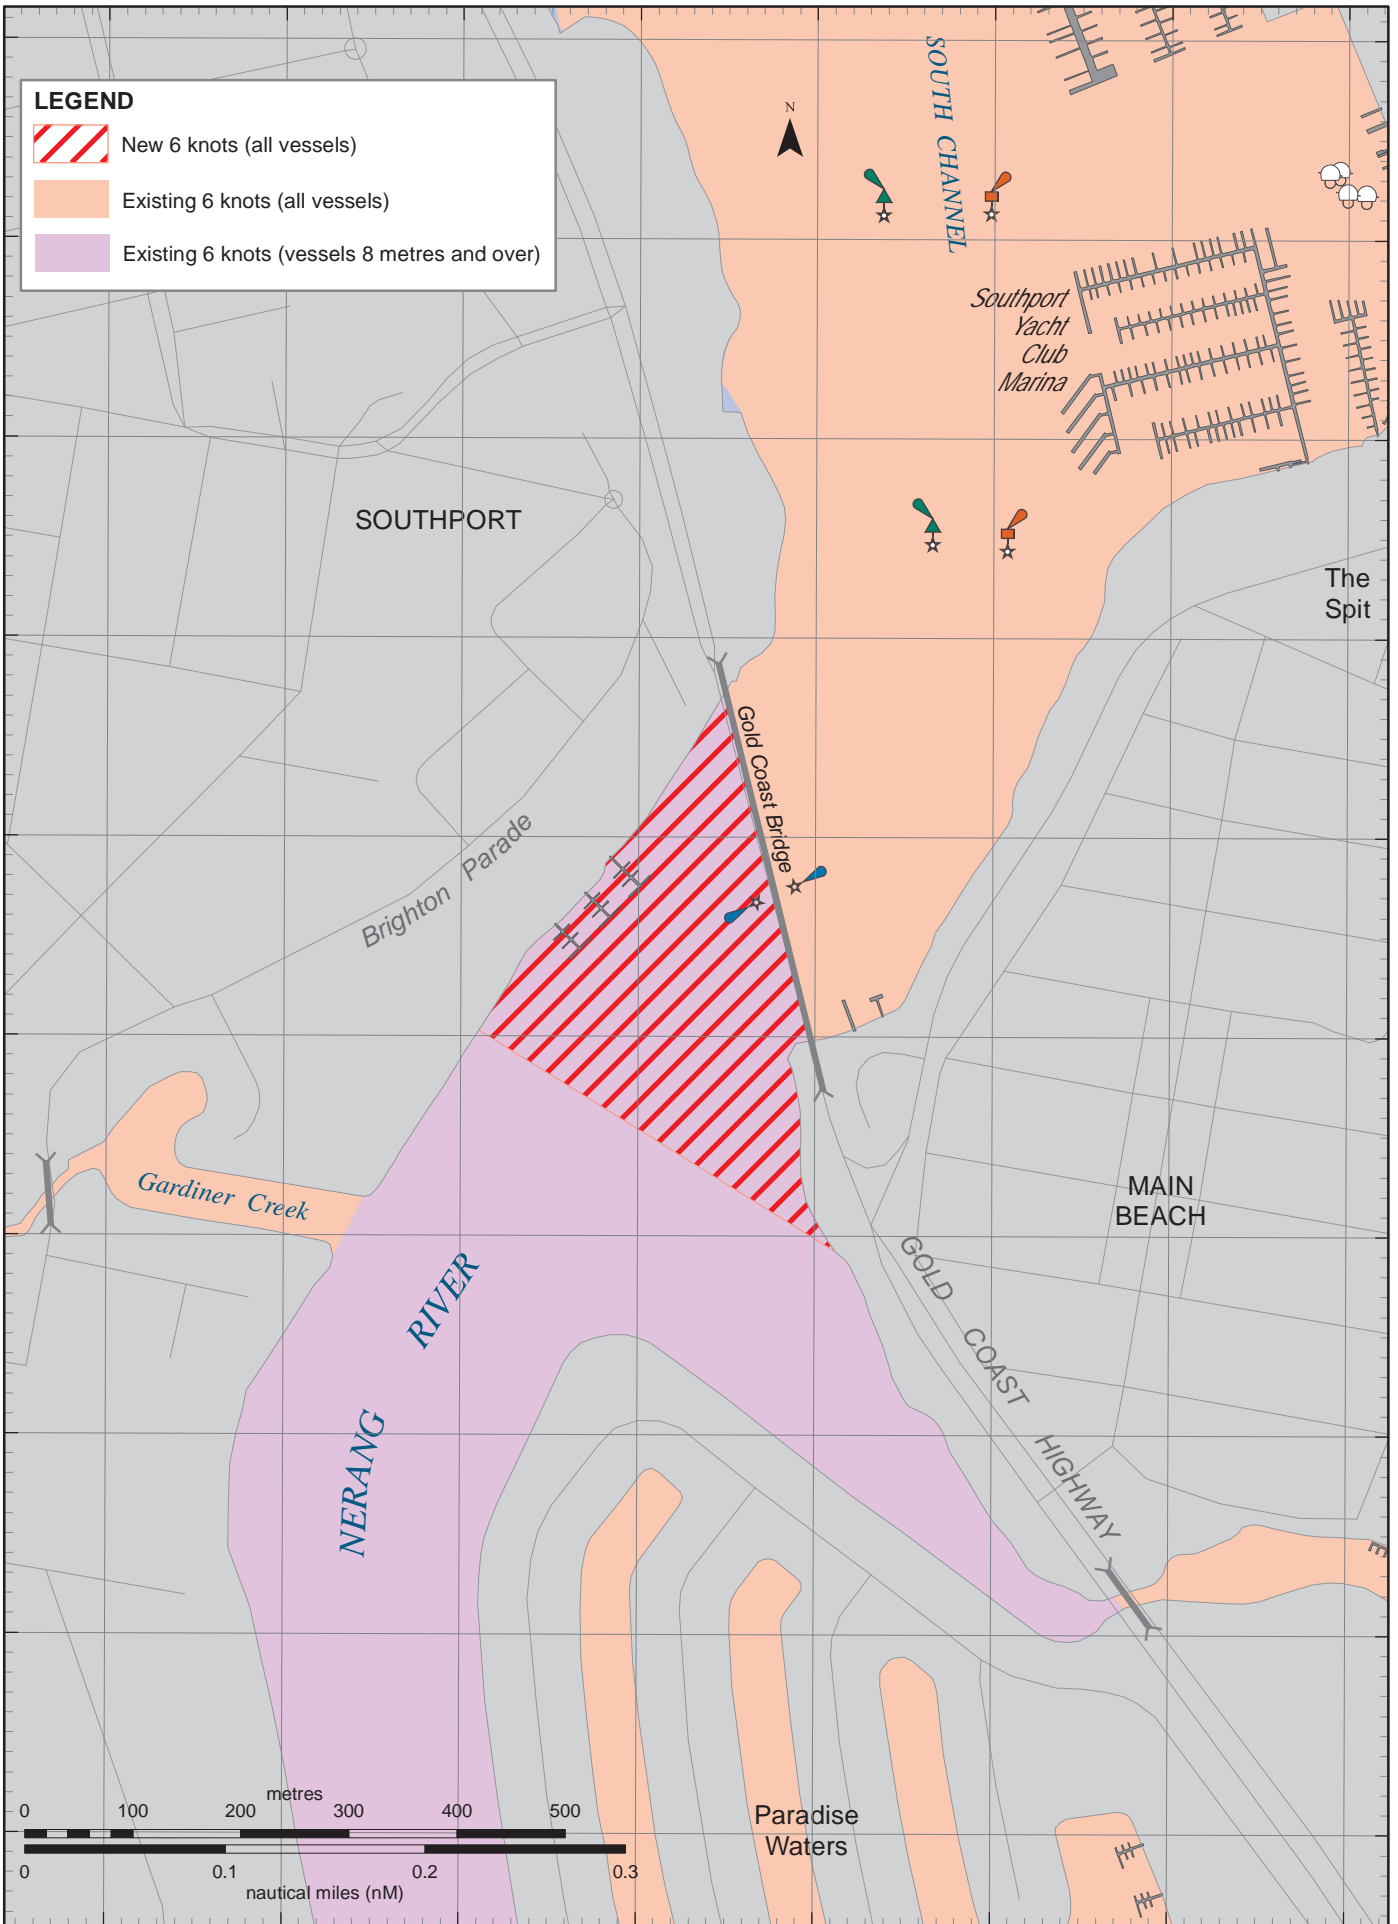 SOUTH CHANNEL
LEGEND
New 6 knots (all vessels)
Existing 6 knots (all vessels)
Existing 6 knots (vessels 8 metres and over)
N
Southport
Yacht
Club
Marina
SOUTHPORT
The
Spit
Gold Coast Bridge
Brighton Parade
Gardiner Creek
MAIN
BEACH
NERANG RIVER
GOLD COAST HIGHWAY
Paradise
Waters
metres
0 100 200 300 400 500
0 0.1 0.2 0.3
nautical miles (nM)